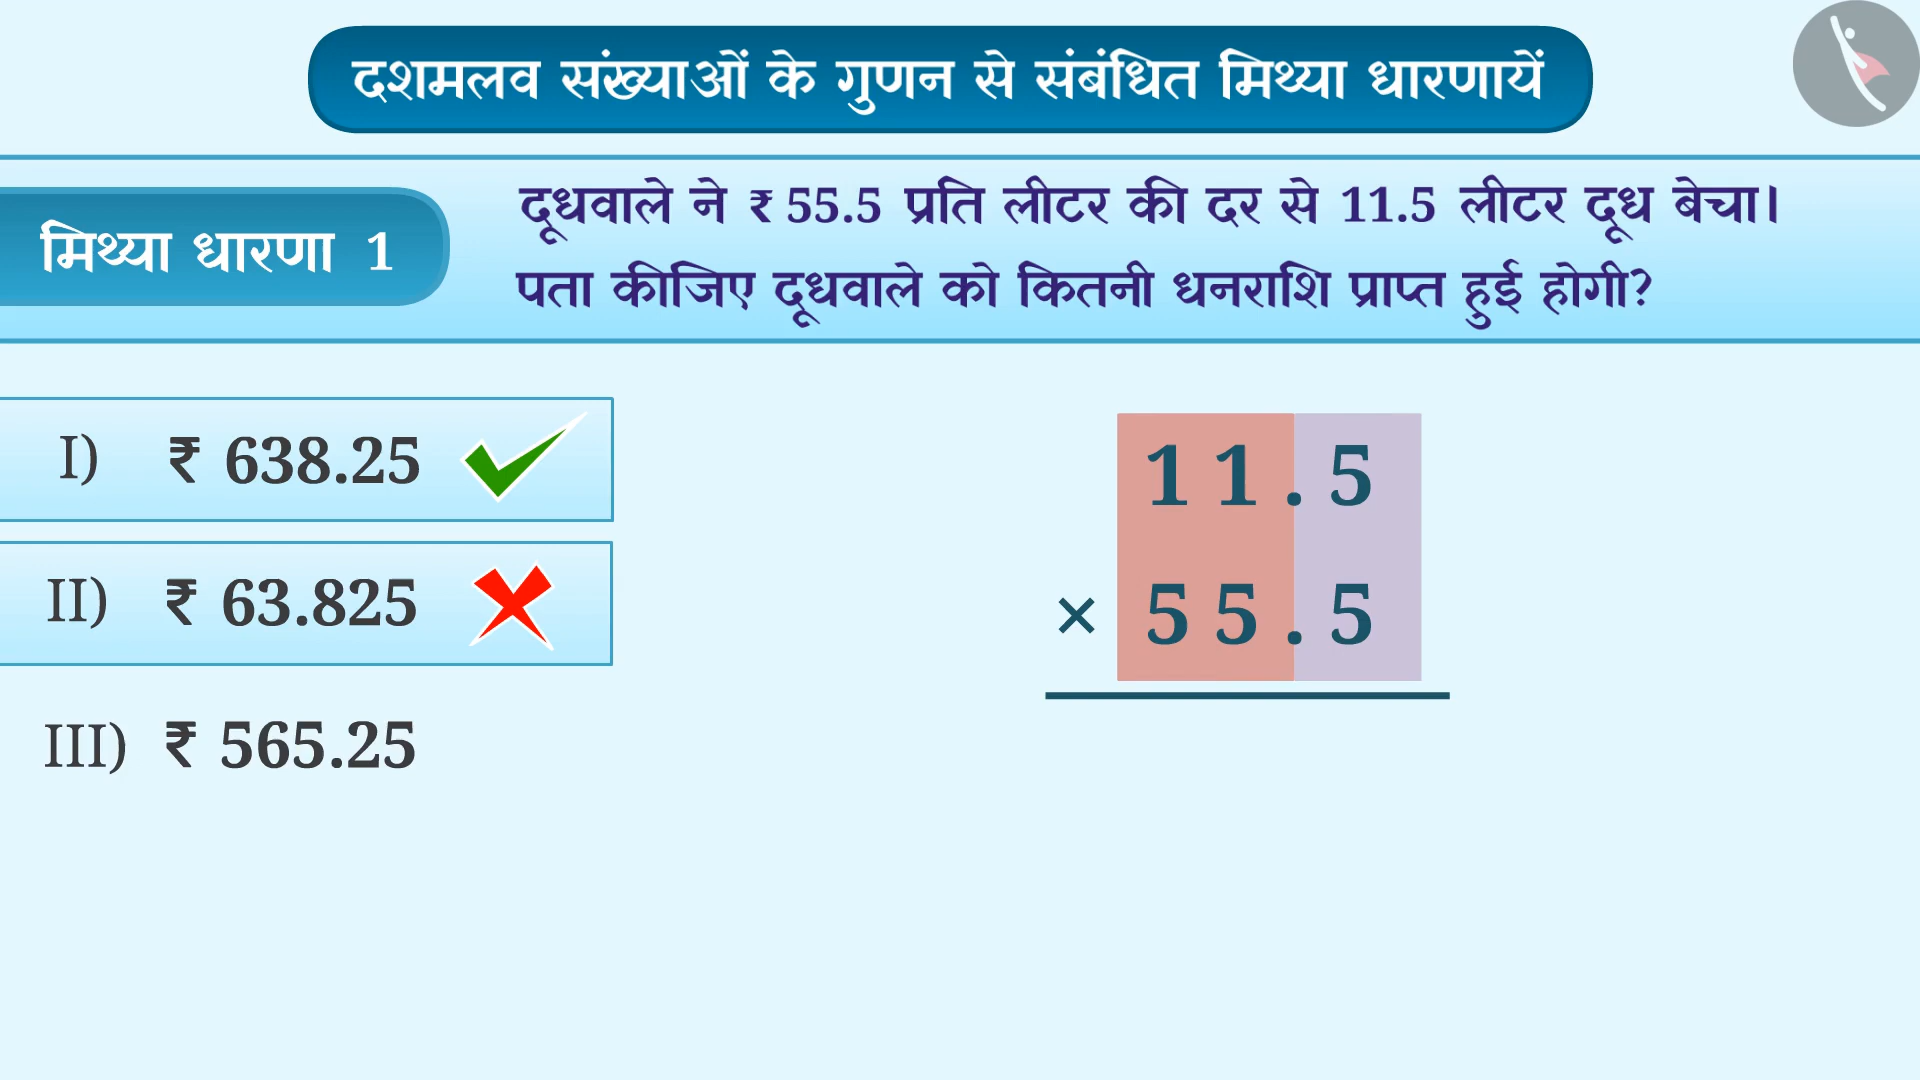 दशमलव संख्याओं के गुणन से संबंधित मिथ्या धारणायें
मिथ्या धारणा 1
दूधवाले ने ₹ 55.5 प्रति लीटर की दर से 11.5 लीटर दूध बेचा।
पता कीजिए दूधवाले को कितनी धनराशि प्राप्त हुई होगी?
I) ₹ 638.25
II) ₹ 63.825
III) ₹ 565.25
11.5
× 55.5